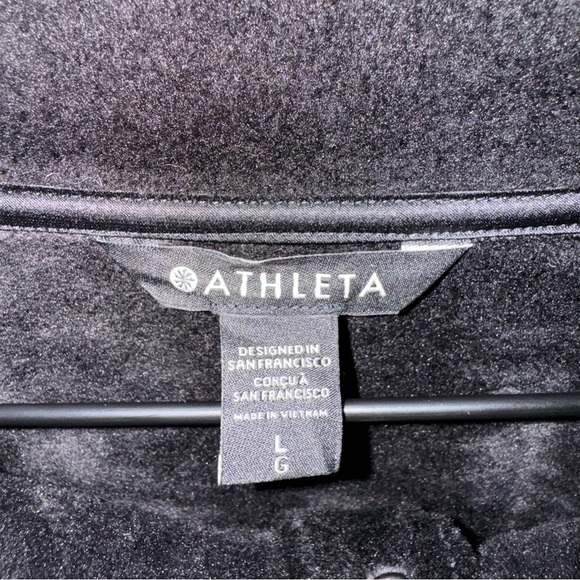 ATHLETA
DESIGNED IN
SAN FRANCISCO
CONÇU À
SAN FRANCISCO
MADE IN VIETNAM
L
G